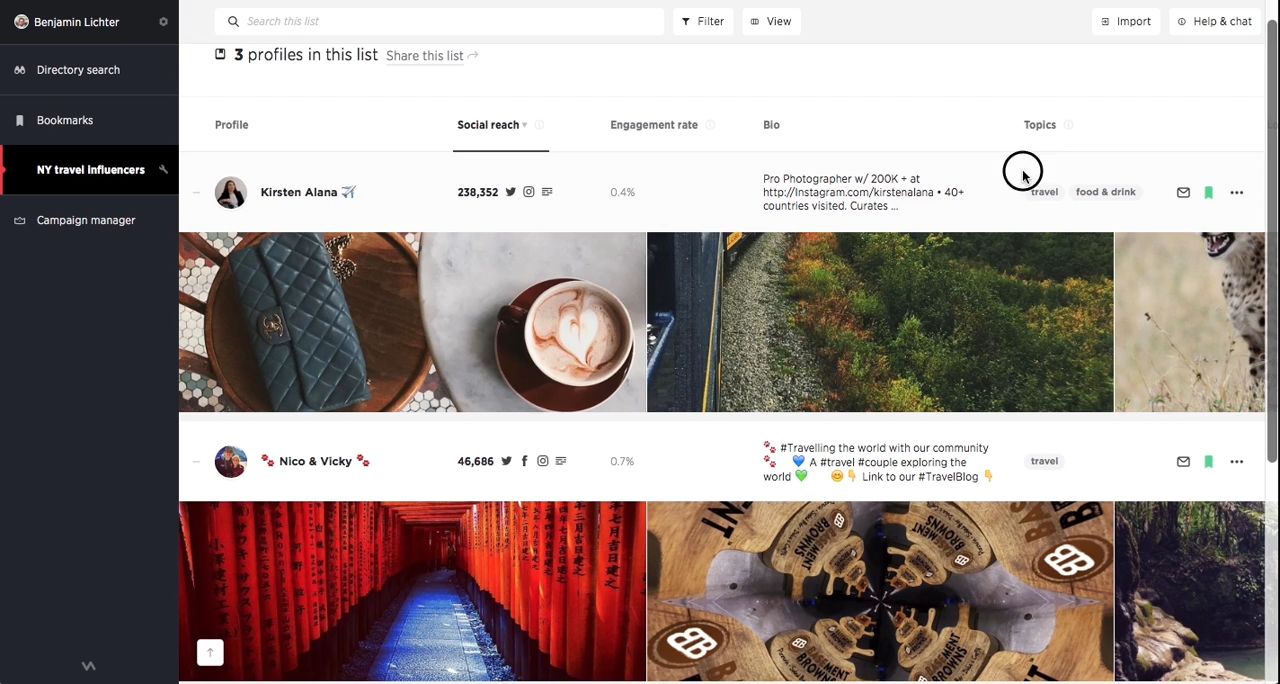 Benjamin Lichter
Search this list
Filter
View
Import
Help & chat
3 profiles in this list Share this list
Directory search
Bookmarks
NY travel Influencers
Campaign manager
Profile
Social reach
Engagement rate
Bio
Topics
Kirsten Alana
238,352
0.4%
Pro Photographer w/ 200K + at
http://Instagram.com/kirstenalana • 40+
countries visited. Curates ...
travel
food & drink
🐾 Nico & Vicky 🐾
46,686
0.7%
🐾 #Travelling the world with our community
🐾 💙 A #travel #couple exploring the
world 💚 😊👇 Link to our #TravelBlog 👇
travel
BROWNS